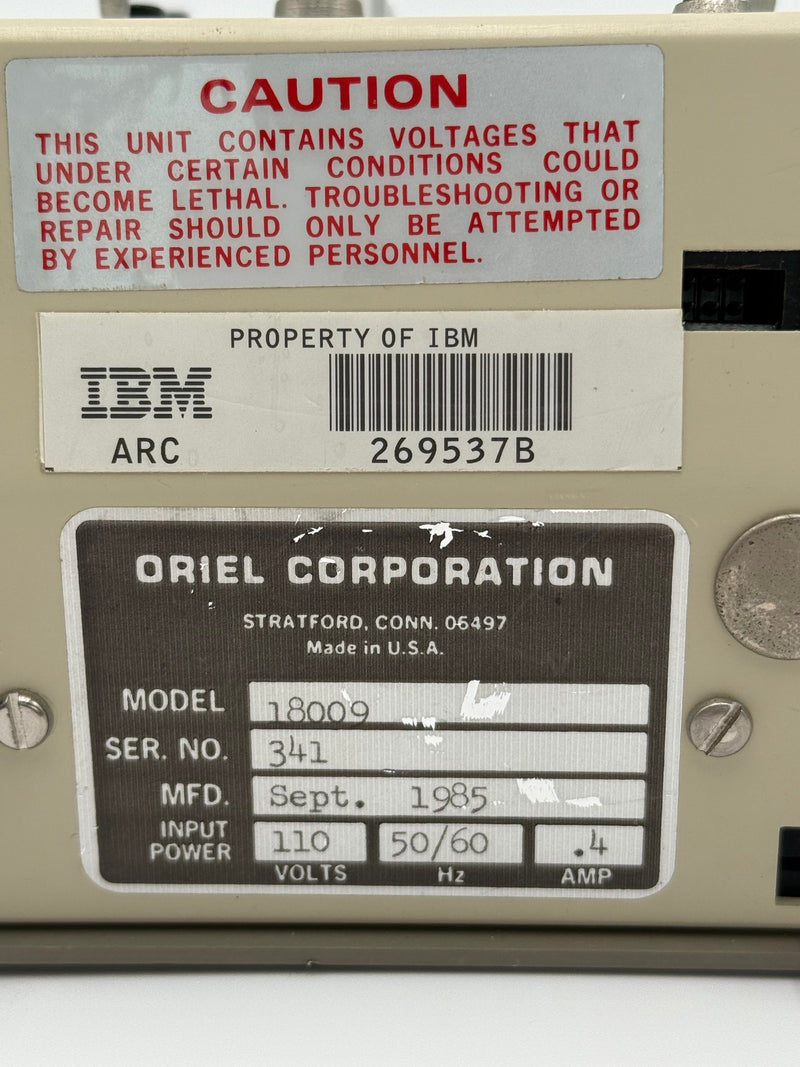 CAUTION
THIS UNIT CONTAINS VOLTAGES THAT
UNDER CERTAIN CONDITIONS COULD
BECOME LETHAL. TROUBLESHOOTING OR
REPAIR SHOULD ONLY BE ATTEMPTED
BY EXPERIENCED PERSONNEL.
PROPERTY OF IBM
IBM
ARC 269537B
ORIEL CORPORATION
STRATFORD, CONN. 06497
Made in U.S.A.
MODEL 18009
SER. NO. 341
MFD. Sept. 1985
INPUT POWER 110 50/60 .4
VOLTS Hz AMP